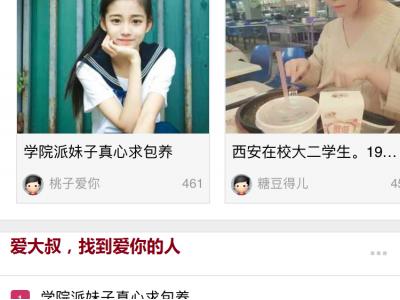 学院派妹子真心求包养
西安在校大二学生。19...
桃子爱你 461
糖豆得儿 45
爱大叔，找到爱你的人
1 学院派妹子真心求包养